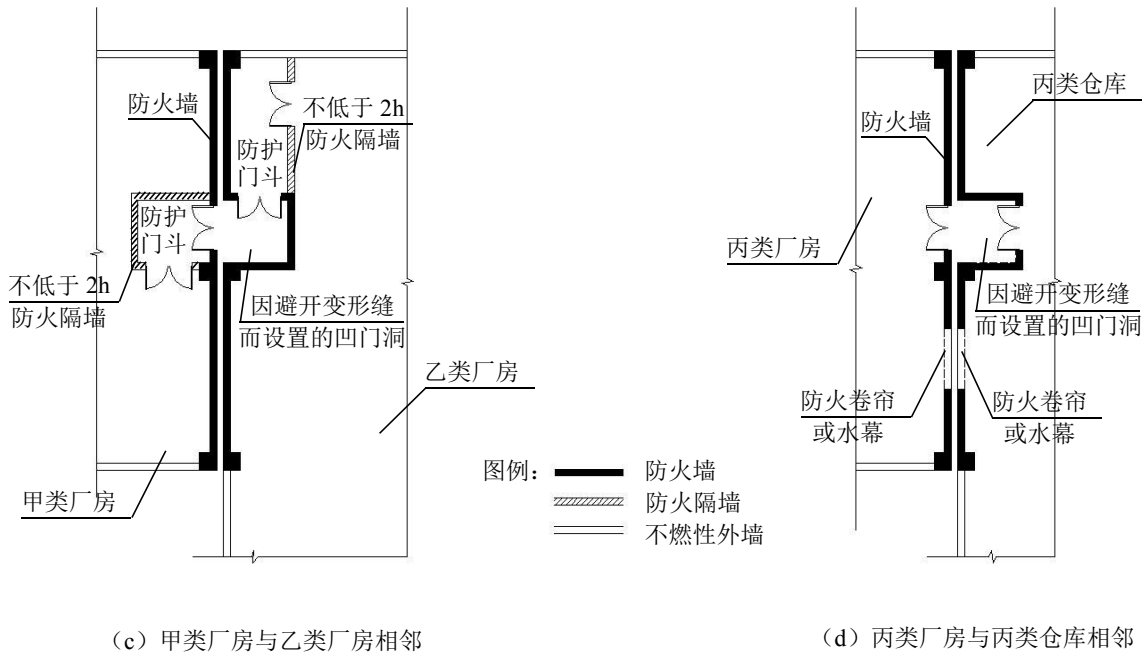 防火墙
不低于 2h
防火隔墙
防护
门斗
防护
门斗
不低于 2h
防火隔墙
因避开变形缝
而设置的凹门洞
乙类厂房
甲类厂房
丙类仓库
防火墙
丙类厂房
因避开变形缝
而设置的凹门洞
防火卷帘
或水幕
防火卷帘
或水幕
图例：
防火墙
防火隔墙
不燃性外墙
（c）甲类厂房与乙类厂房相邻
（d）丙类厂房与丙类仓库相邻